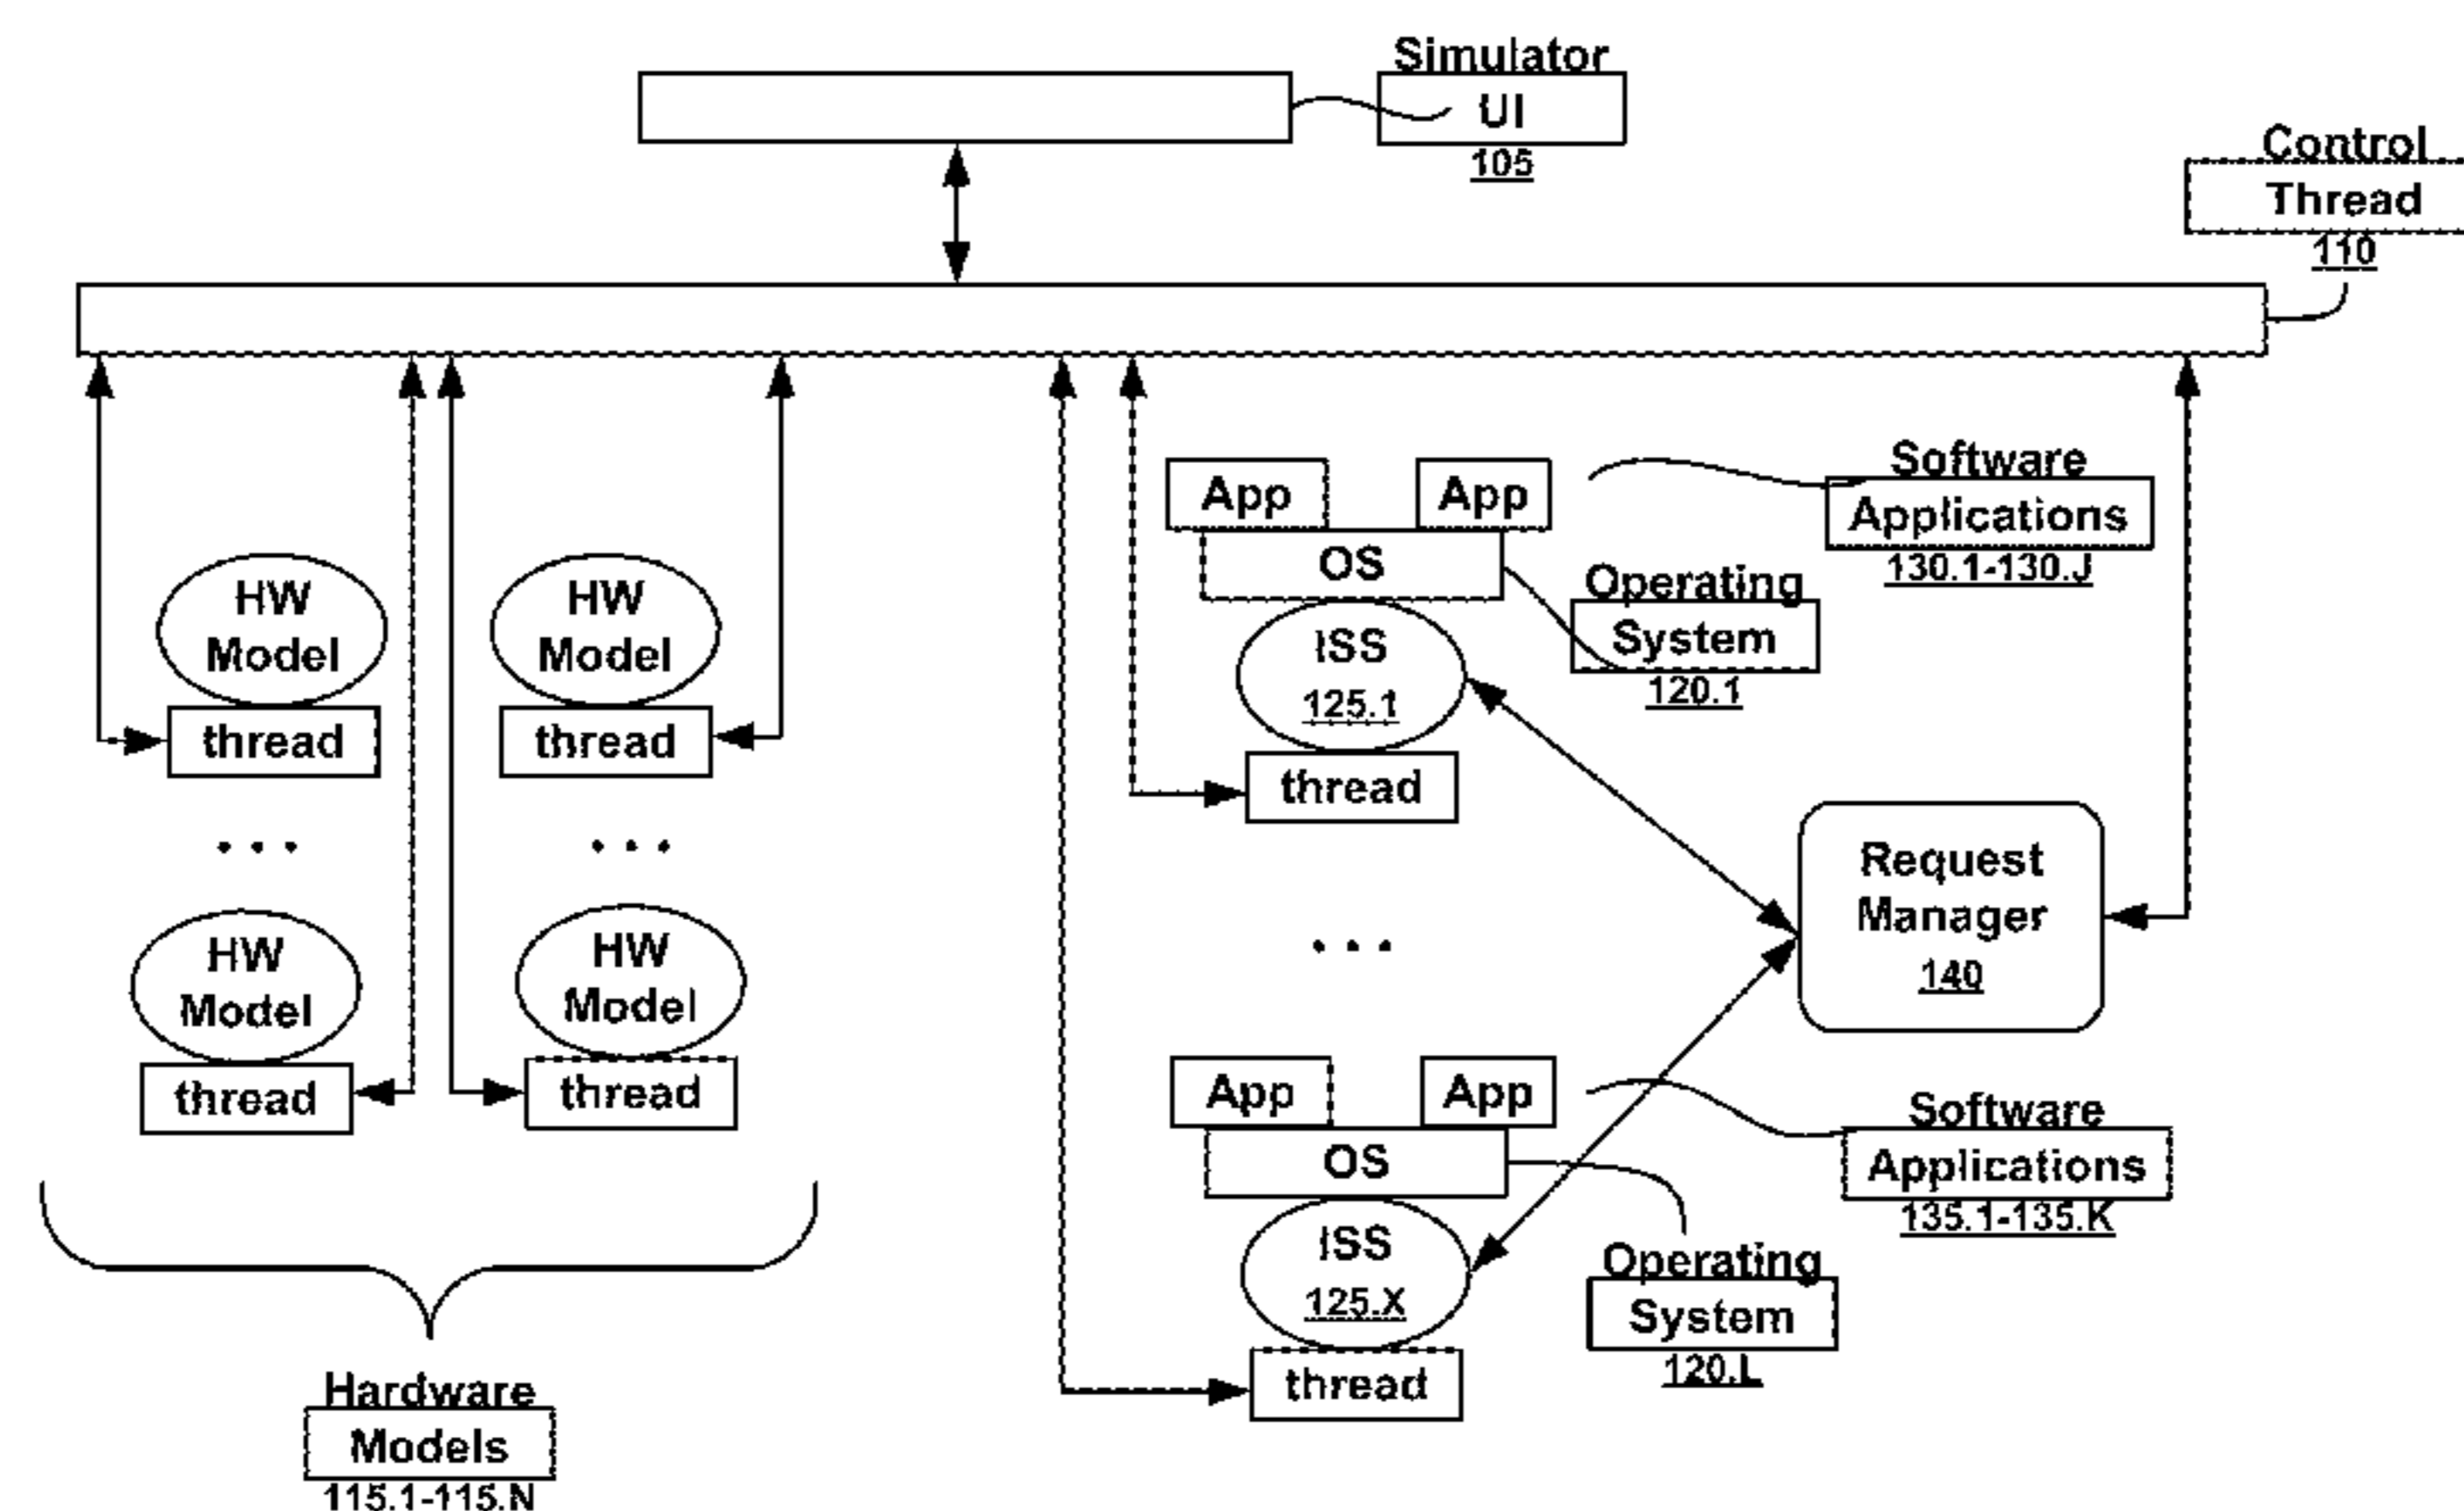 Simulator
UI
105
Control
Thread
110
App
App
Software
Applications
130.1-130.J
OS
Operating
System
120.1
HW
Model
HW
Model
ISS
125.1
thread
thread
thread
. . .
. . .
Request
Manager
140
HW
Model
HW
Model
. . .
thread
thread
App
App
Software
Applications
135.1-135.K
OS
ISS
125.X
Operating
System
120.L
thread
Hardware
Models
115.1-115.N